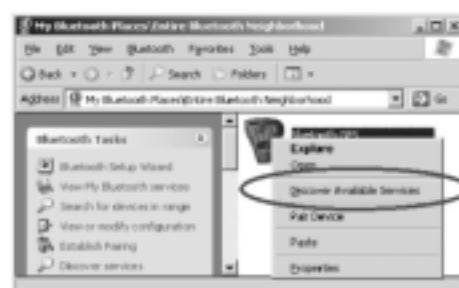 My Bluetooth Places\Entire Bluetooth Neighborhood
File Edit View Bluetooth Favorites Tools Help
Back Search Folders
Address My Bluetooth Places\Entire Bluetooth Neighborhood Go
Bluetooth Tasks
Bluetooth Setup Wizard
View My Bluetooth services
Search for devices in range
View or modify configuration
Establish Pairing
Discover services
Explore
Open
Discover Available Services
Pair Device
Paste
Properties